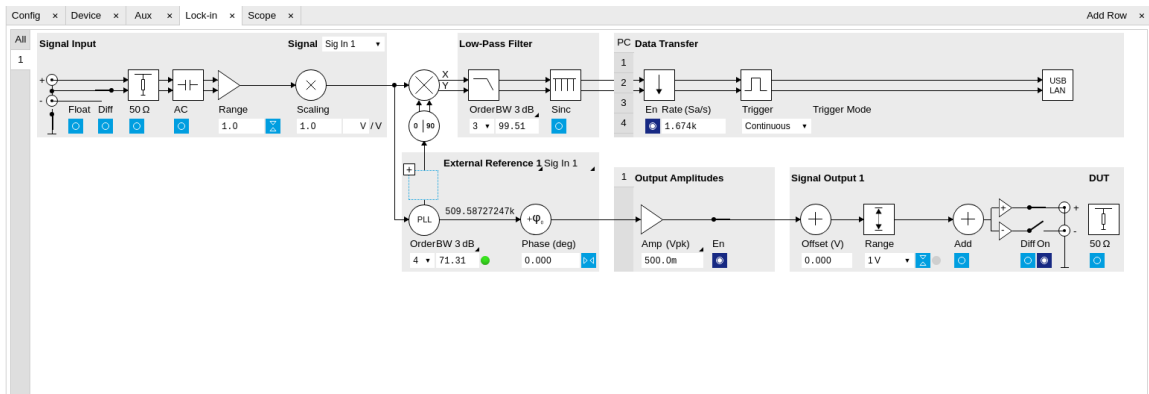 Config × Device × Aux × Lock-in × Scope × Add Row ×
All
1
Signal Input Signal Sig In 1
+
-
Float Diff 50 Ω AC Range Scaling
1.0 1.0 V / V
X
Y
0 90
Low-Pass Filter
Order BW 3 dB Sinc
3 99.51
PC Data Transfer
1
2
3
4
USB
LAN
En Rate (Sa/s) Trigger Trigger Mode
1.674k Continuous
+ External Reference 1 Sig In 1
PLL 509.58727247k +φ₀
Order BW 3 dB Phase (deg)
4 71.31 0.000
1 Output Amplitudes
Amp (Vpk) En
500.0m
Signal Output 1 DUT
+ + + +
- -
Offset (V) Range Add Diff On 50 Ω
0.000 1 V